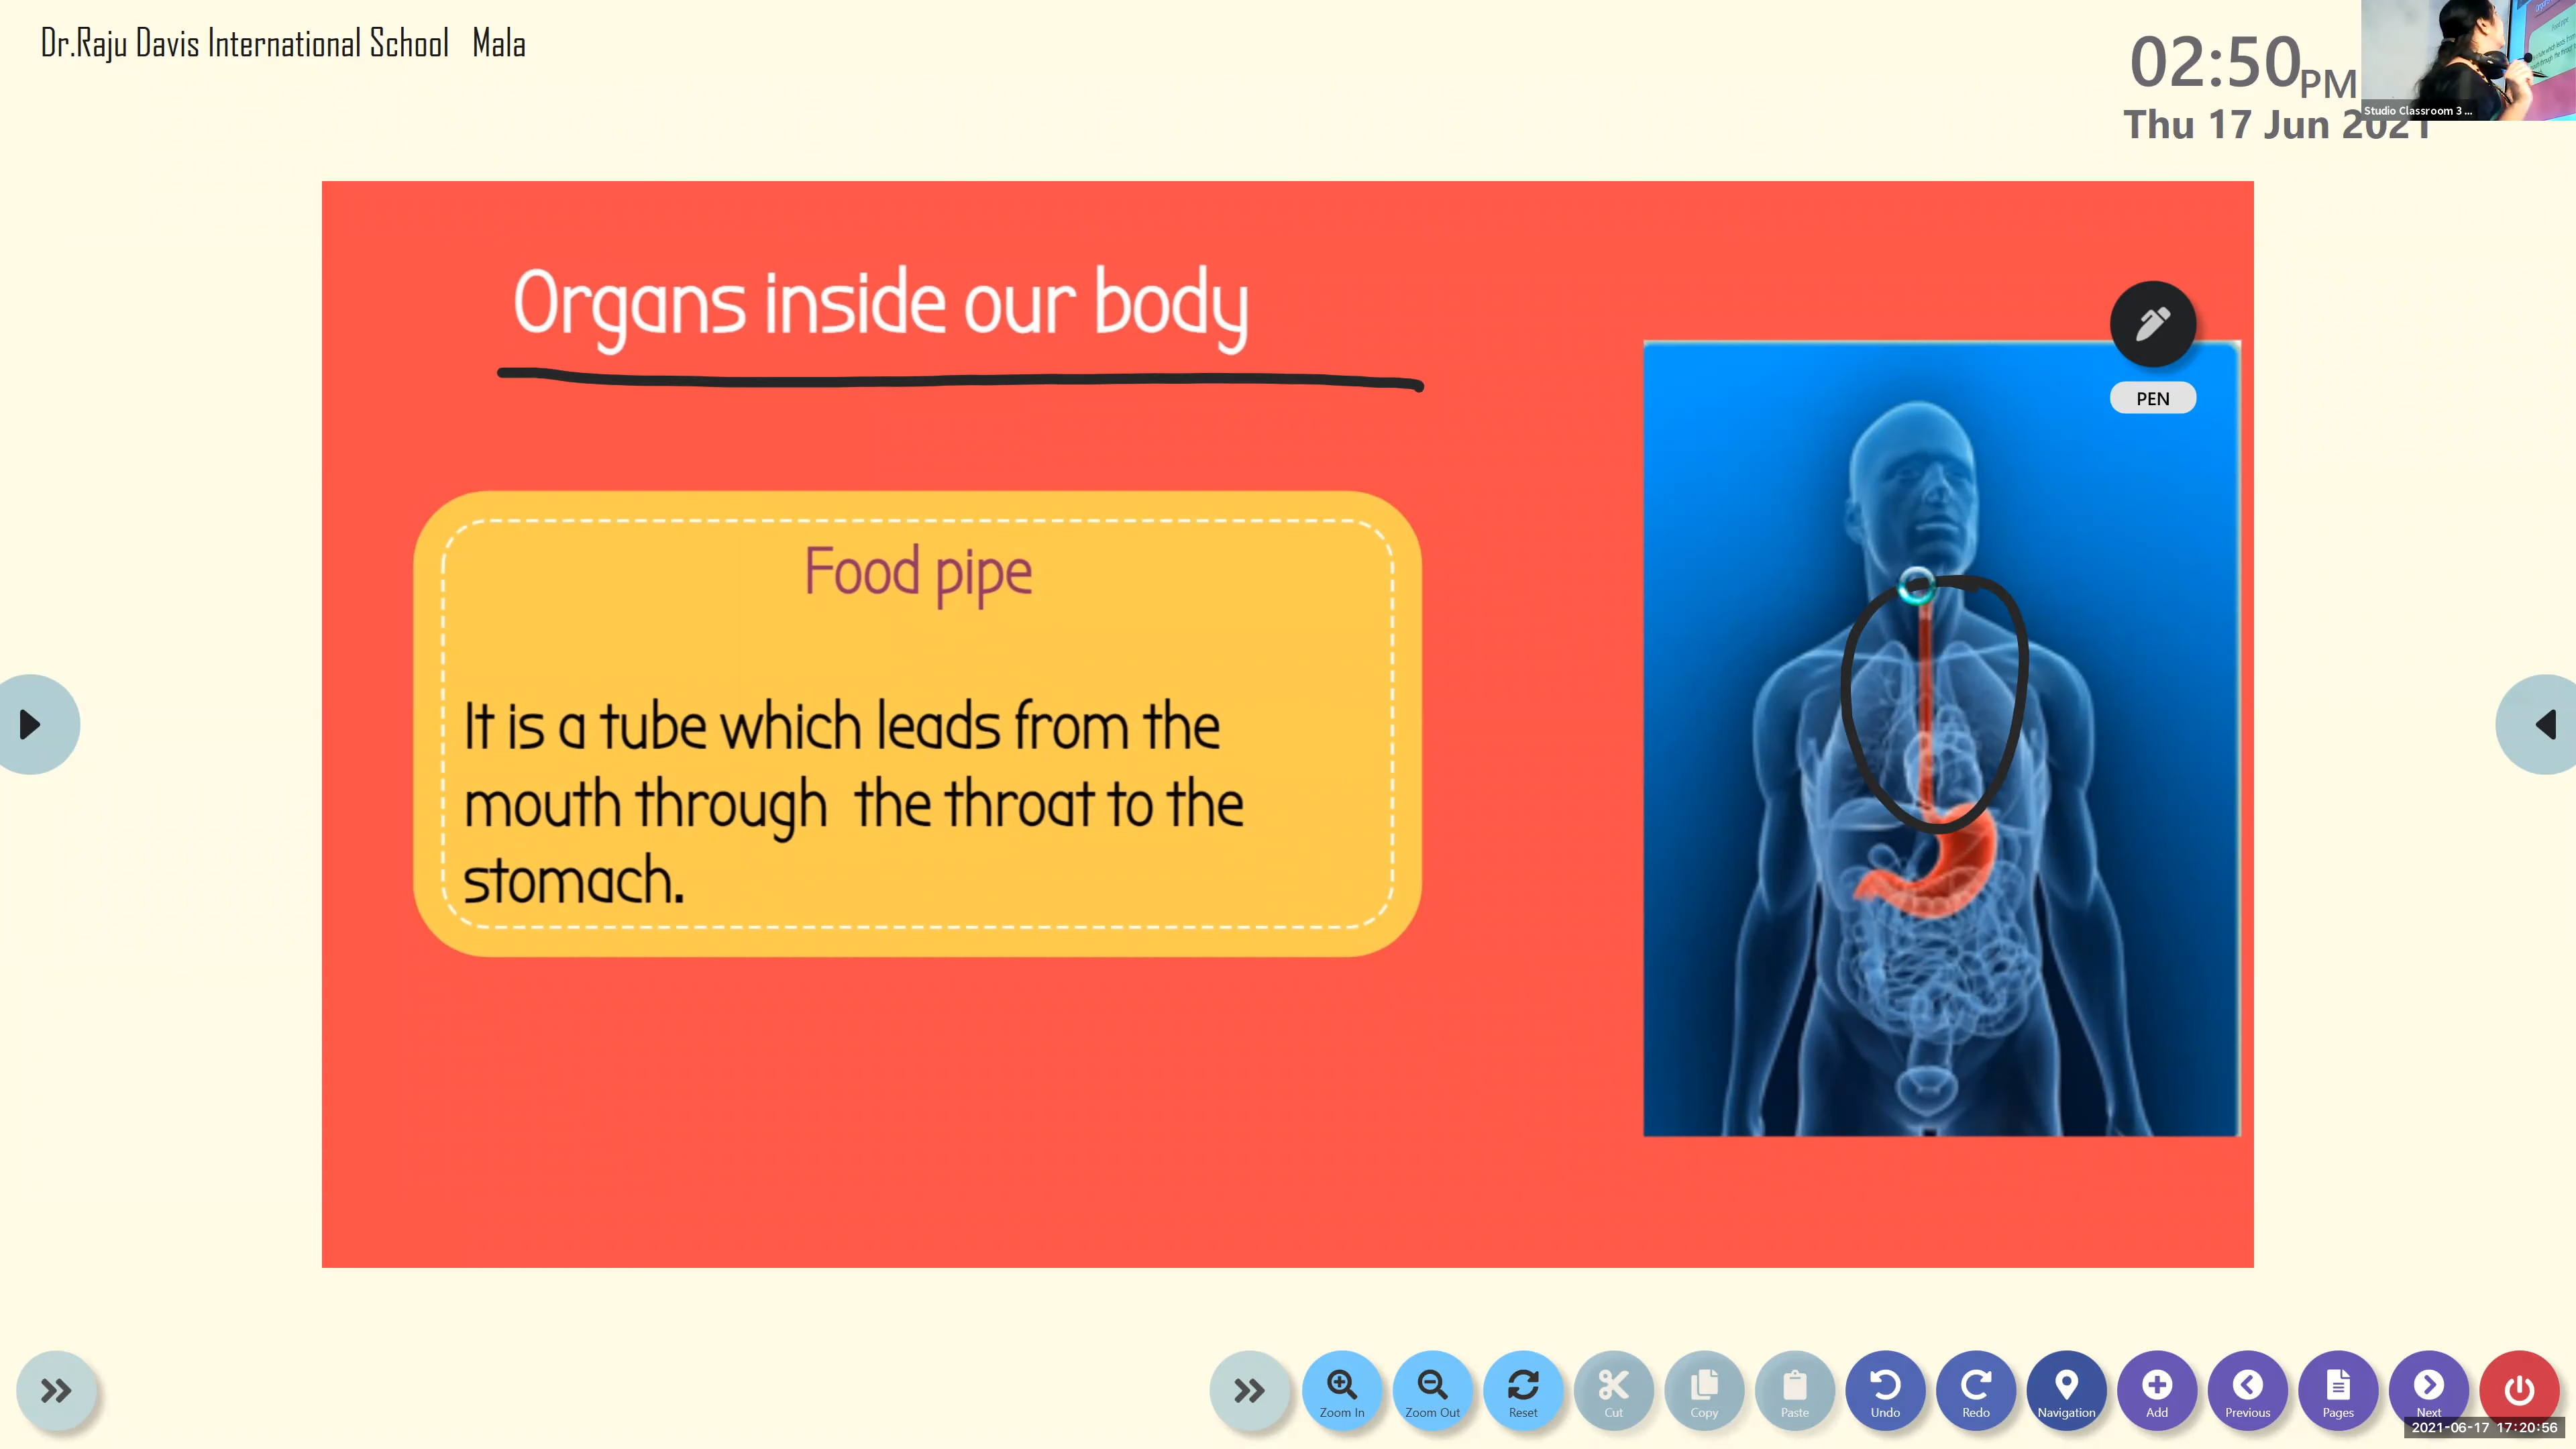 Dr.Raju Davis International School Mala
02:50 PM
Thu 17 Jun 2021
Studio Classroom 3 ...
Organs inside our body
PEN
Food pipe
It is a tube which leads from the
mouth through the throat to the
stomach.
Zoom In
Zoom Out
Reset
Cut
Copy
Paste
Undo
Redo
Navigation
Add
Previous
Pages
Next
2021-06-17 17:20:56